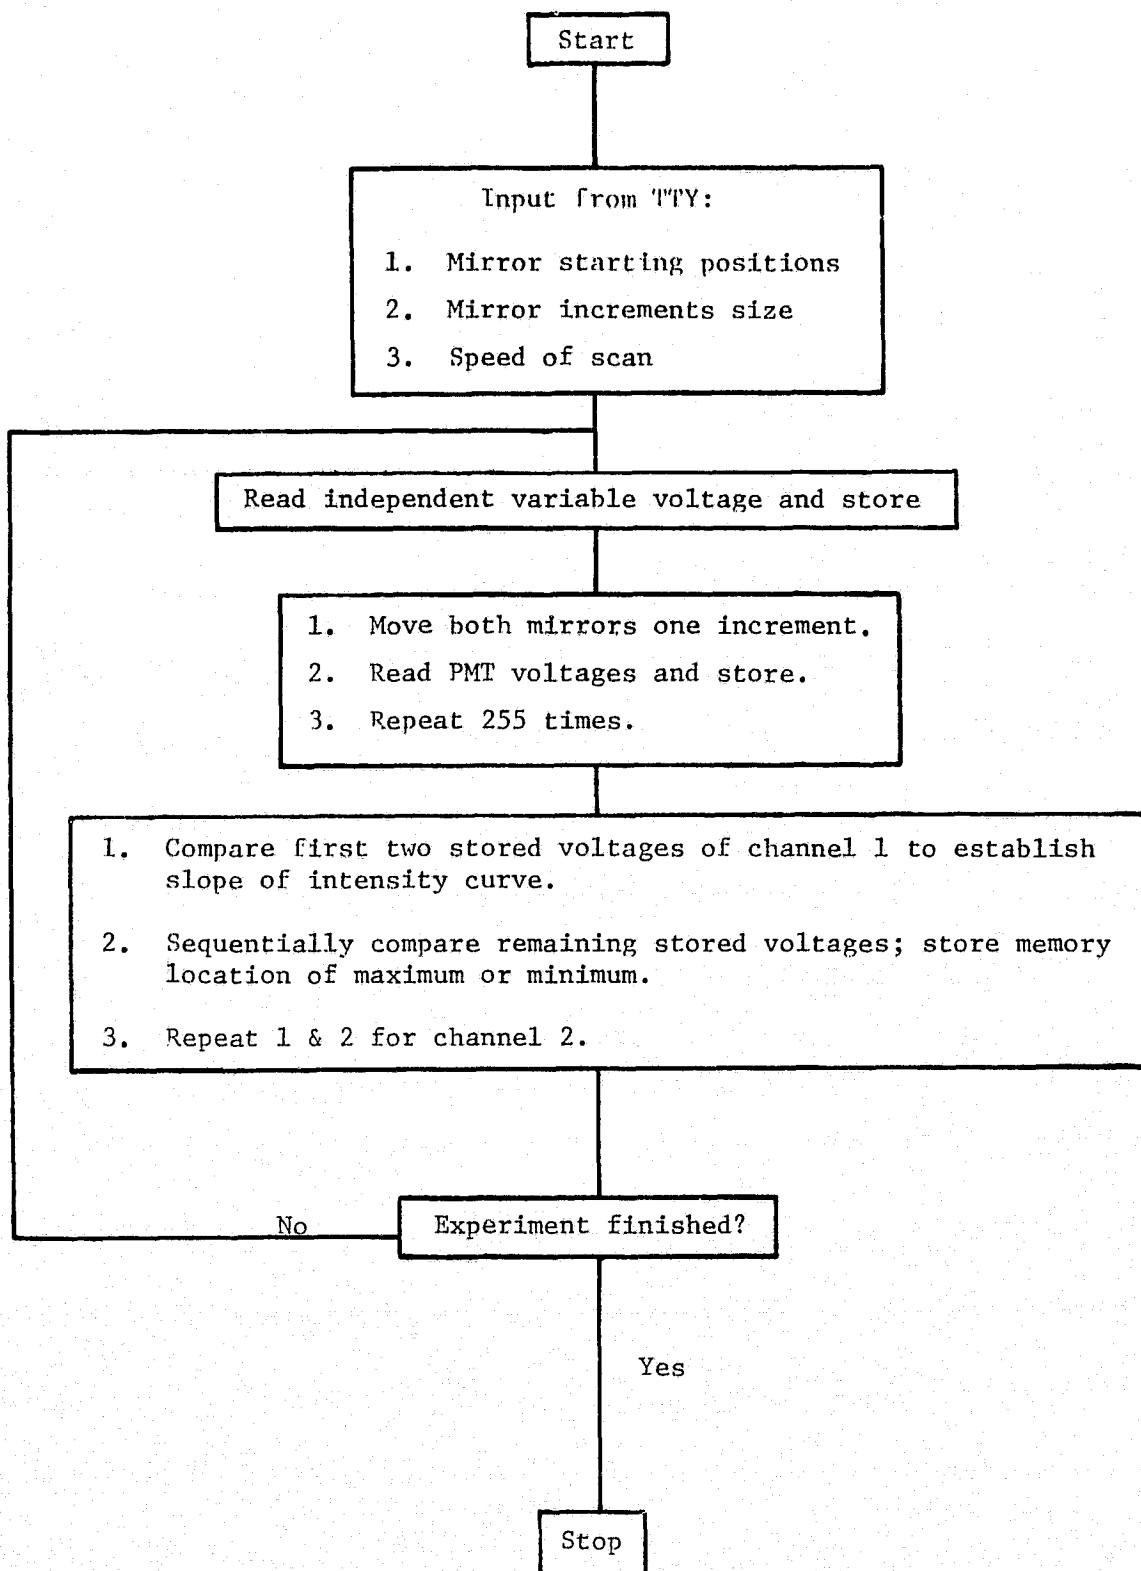 Start
Input from TTY:
1. Mirror starting positions
2. Mirror increments size
3. Speed of scan
Read independent variable voltage and store
1. Move both mirrors one increment.
2. Read PMT voltages and store.
3. Repeat 255 times.
1. Compare first two stored voltages of channel 1 to establish
slope of intensity curve.
2. Sequentially compare remaining stored voltages; store memory
location of maximum or minimum.
3. Repeat 1 & 2 for channel 2.
No
Experiment finished?
Yes
Stop